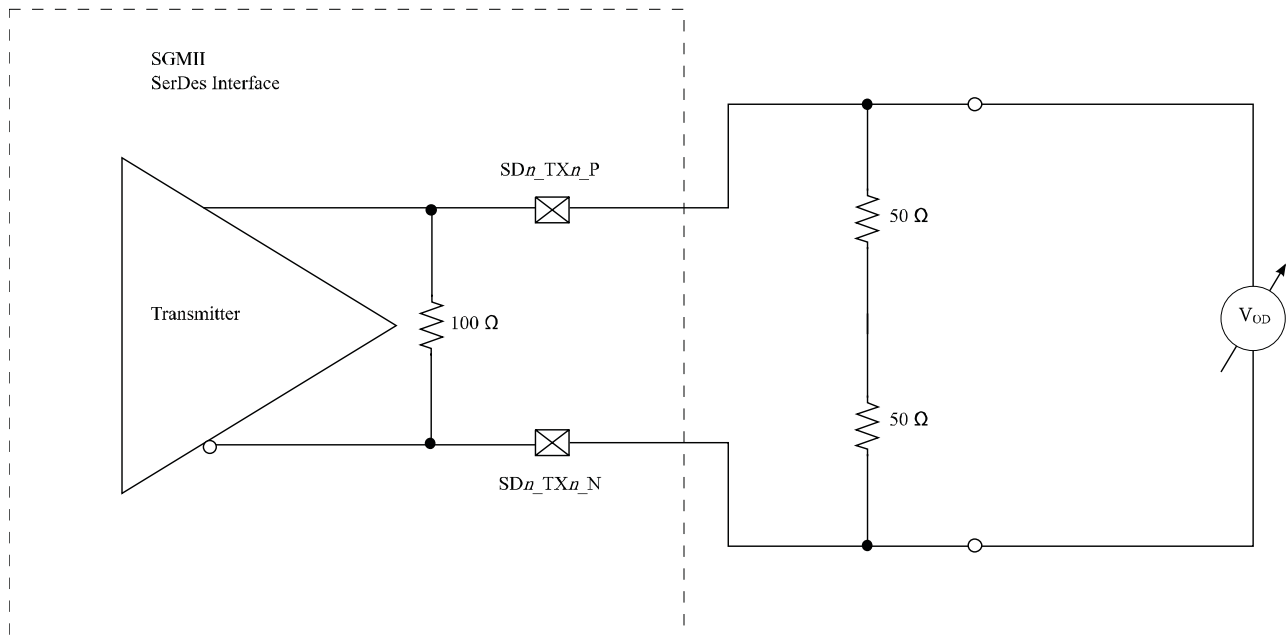 SGMII
SerDes Interface
SDn_TXn_P
50 Ω
Transmitter
100 Ω
VOD
50 Ω
SDn_TXn_N